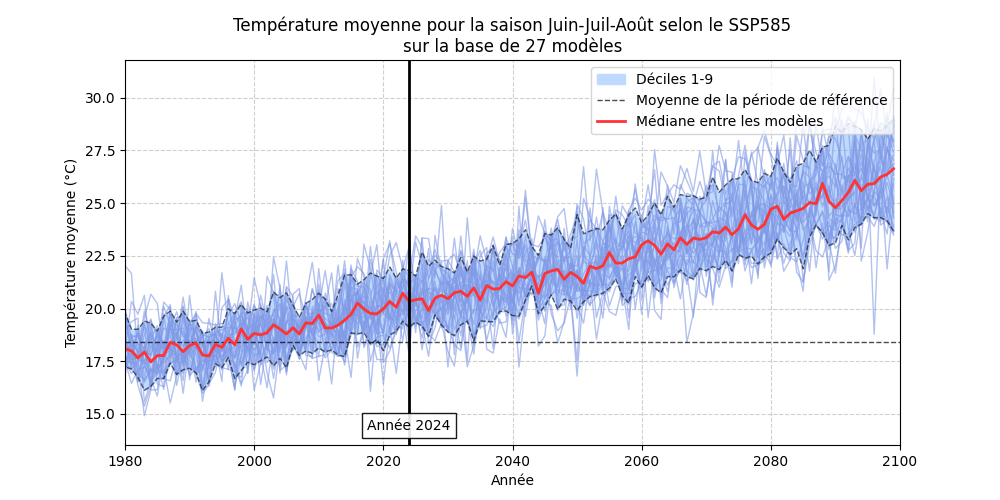 Température moyenne pour la saison Juin-Juil-Août selon le SSP585
sur la base de 27 modèles
Déciles 1-9
Moyenne de la période de référence
Médiane entre les modèles
Température moyenne (°C)
30.0
27.5
25.0
22.5
20.0
17.5
15.0
Année 2024
1980 2000 2020 2040 2060 2080 2100
Année